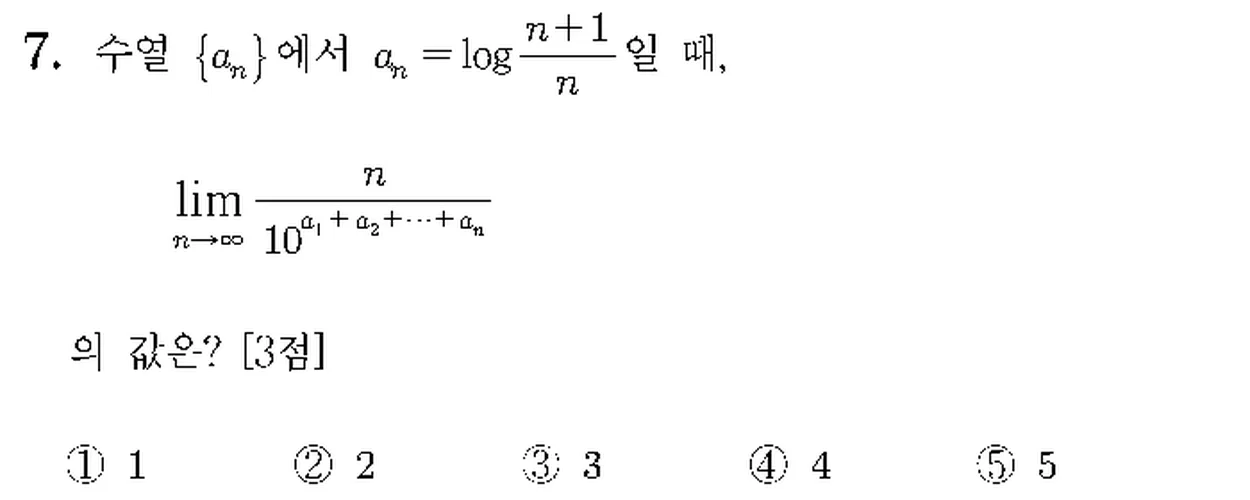 7. 수열 {aₙ}에서 aₙ = log (n+1)/n 일 때,
lim_{n→∞} n/10^{a₁+a₂+⋯+aₙ}
의 값은? [3점]
① 1 ② 2 ③ 3 ④ 4 ⑤ 5